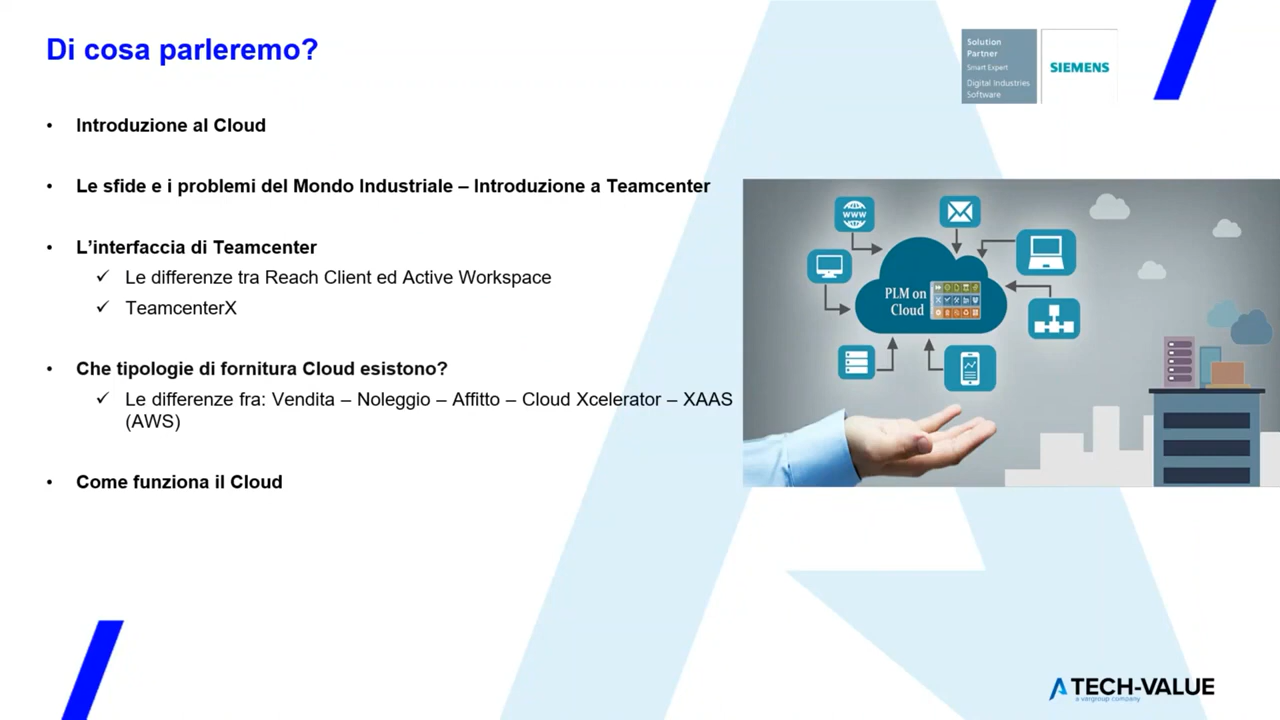 Di cosa parleremo?
Solution
Partner
Smart Expert
Digital Industries
Software
SIEMENS
• Introduzione al Cloud
• Le sfide e i problemi del Mondo Industriale – Introduzione a Teamcenter
• L’interfaccia di Teamcenter
✓ Le differenze tra Reach Client ed Active Workspace
✓ TeamcenterX
• Che tipologie di fornitura Cloud esistono?
✓ Le differenze fra: Vendita – Noleggio – Affitto – Cloud Xcelerator – XAAS
(AWS)
• Come funziona il Cloud
WWW
PLM on
Cloud
TECH-VALUE
a vargroup company